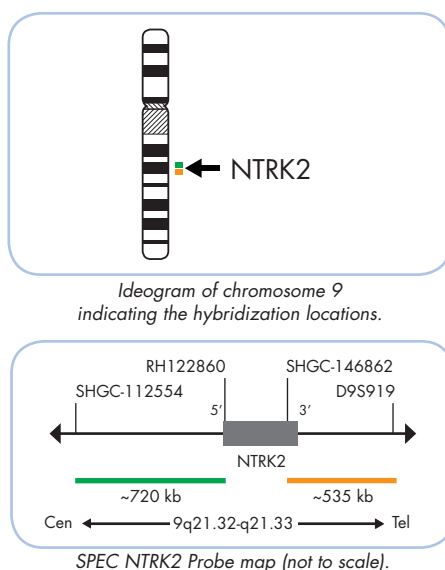 NTRK2
Ideogram of chromosome 9
indicating the hybridization locations.
RH122860 SHGC-146862
SHGC-112554 D9S919
5’ 3’
NTRK2
~720 kb ~535 kb
Cen 9q21.32-q21.33 Tel
SPEC NTRK2 Probe map (not to scale).